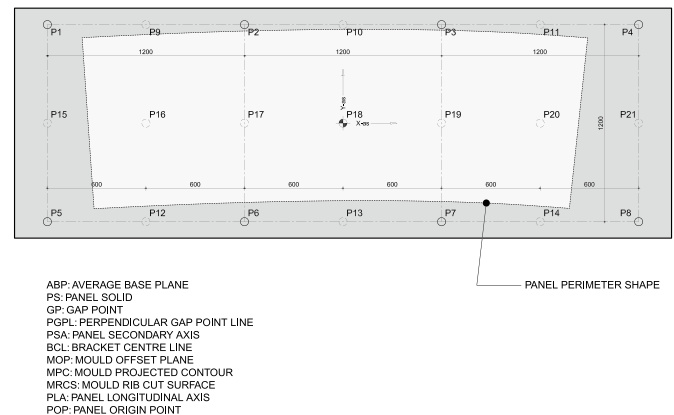 P1 P9 P2 P10 P3 P11 P4
1200 1200 1200
Y-as
P15 P16 P17 P18 P19 P20 P21
X-as
1200
600 600 600 600 600 600
P5 P12 P6 P13 P7 P14 P8
PANEL PERIMETER SHAPE
ABP: AVERAGE BASE PLANE
PS: PANEL SOLID
GP: GAP POINT
PGPL: PERPENDICULAR GAP POINT LINE
PSA: PANEL SECONDARY AXIS
BCL: BRACKET CENTRE LINE
MOP: MOULD OFFSET PLANE
MPC: MOULD PROJECTED CONTOUR
MRCS: MOULD RIB CUT SURFACE
PLA: PANEL LONGITUDINAL AXIS
POP: PANEL ORIGIN POINT